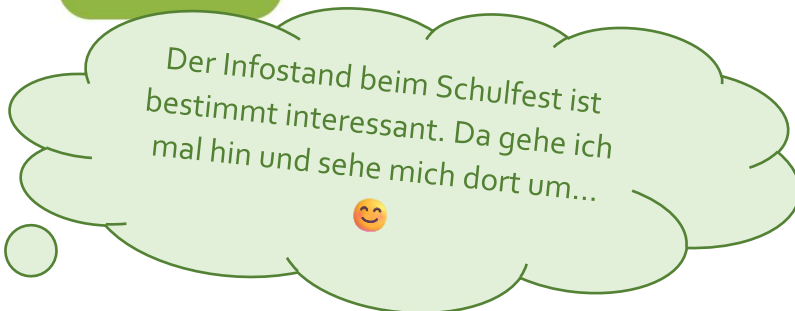 Der Infostand beim Schulfest ist
bestimmt interessant. Da gehe ich
mal hin und sehe mich dort um...
😊